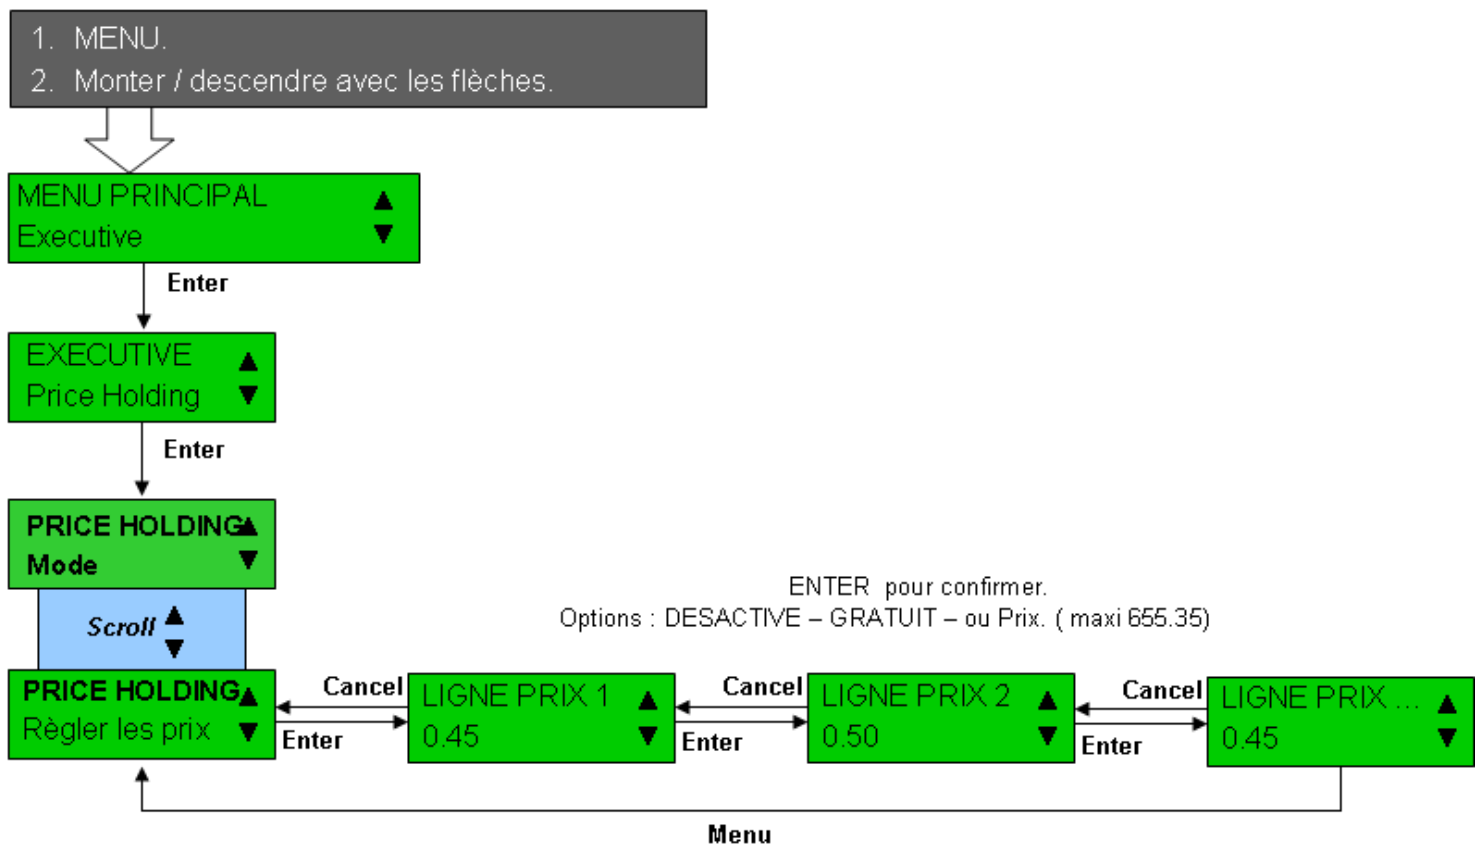 1. MENU.
2. Monter / descendre avec les flèches.
MENU PRINCIPAL
Executive
Enter
EXECUTIVE
Price Holding
Enter
PRICE HOLDING
Mode
Scroll
ENTER pour confirmer.
Options : DESACTIVE – GRATUIT – ou Prix. ( maxi 655.35)
PRICE HOLDING
Règler les prix
Cancel
Enter
LIGNE PRIX 1
0.45
Cancel
Enter
LIGNE PRIX 2
0.50
Cancel
Enter
LIGNE PRIX ...
0.45
Menu